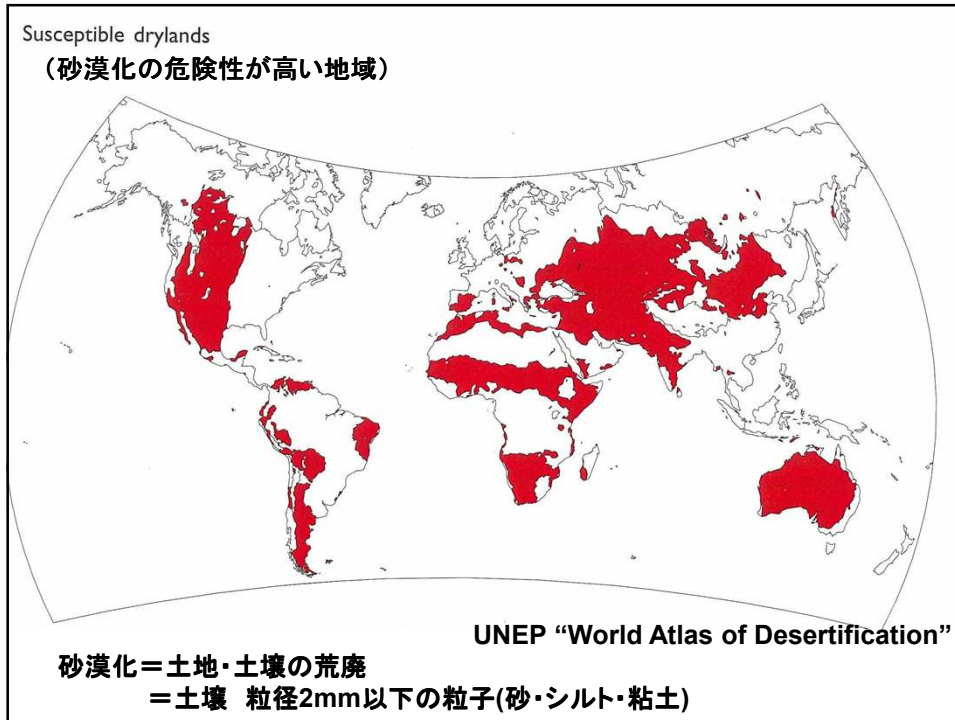 Susceptible drylands
（砂漠化の危険性が高い地域）
UNEP “World Atlas of Desertification”
砂漠化＝土地・土壌の荒廃
＝土壌 粒径2mm以下の粒子(砂・シルト・粘土)